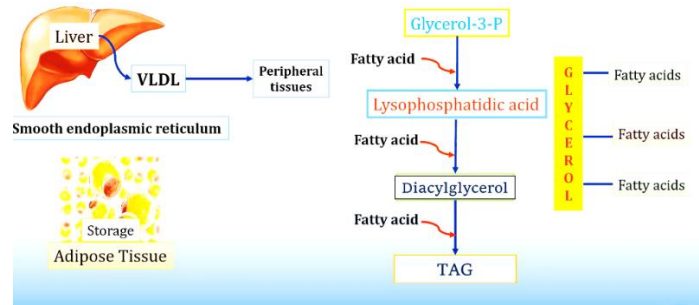 Liver
VLDL
Peripheral
tissues
Smooth endoplasmic reticulum
Storage
Adipose Tissue
Glycerol-3-P
Fatty acid
Lysophosphatidic acid
Fatty acid
Diacylglycerol
Fatty acid
TAG
GLYCEROL
Fatty acids
Fatty acids
Fatty acids